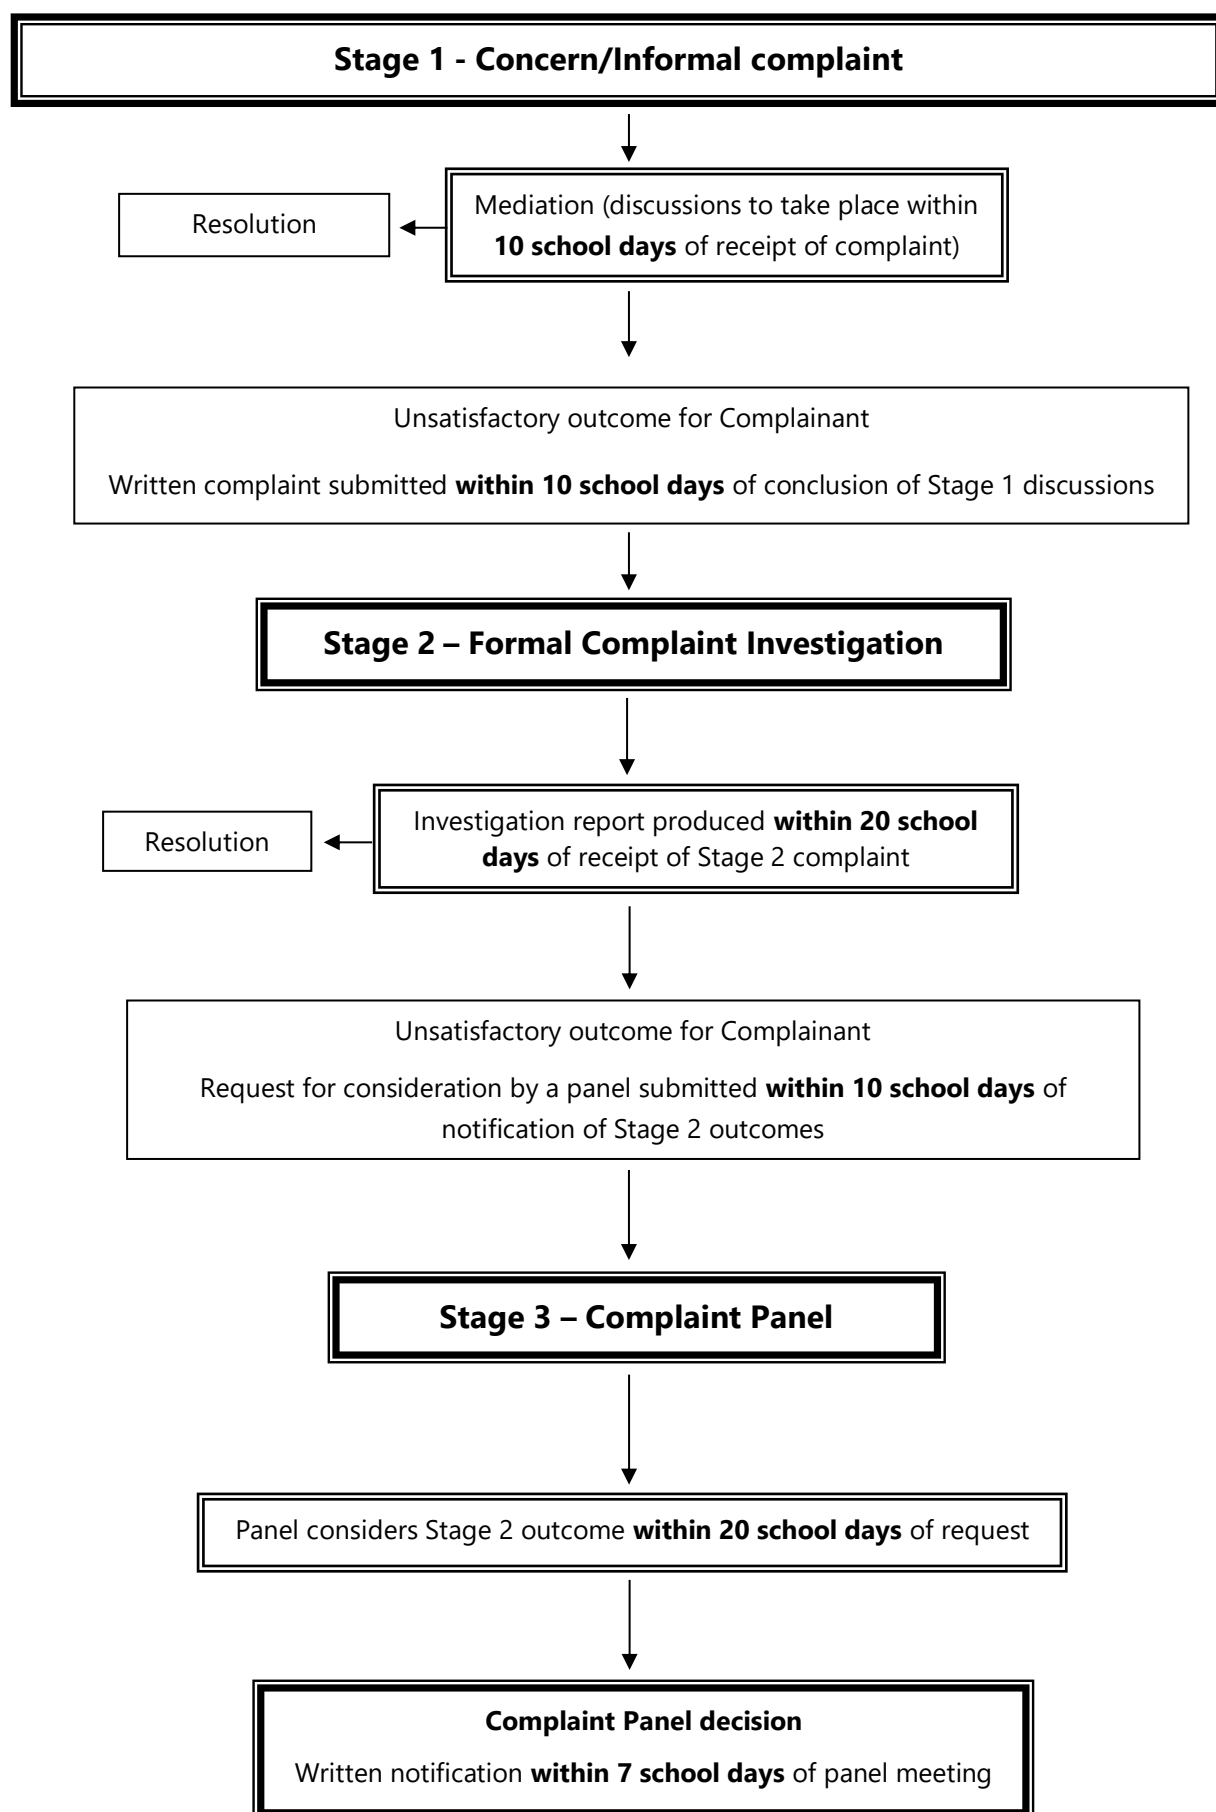 Stage 1 - Concern/Informal complaint
Mediation (discussions to take place within
10 school days of receipt of complaint)
Resolution
Unsatisfactory outcome for Complainant
Written complaint submitted within 10 school days of conclusion of Stage 1 discussions
Stage 2 – Formal Complaint Investigation
Investigation report produced within 20 school
days of receipt of Stage 2 complaint
Resolution
Unsatisfactory outcome for Complainant
Request for consideration by a panel submitted within 10 school days of
notification of Stage 2 outcomes
Stage 3 – Complaint Panel
Panel considers Stage 2 outcome within 20 school days of request
Complaint Panel decision
Written notification within 7 school days of panel meeting